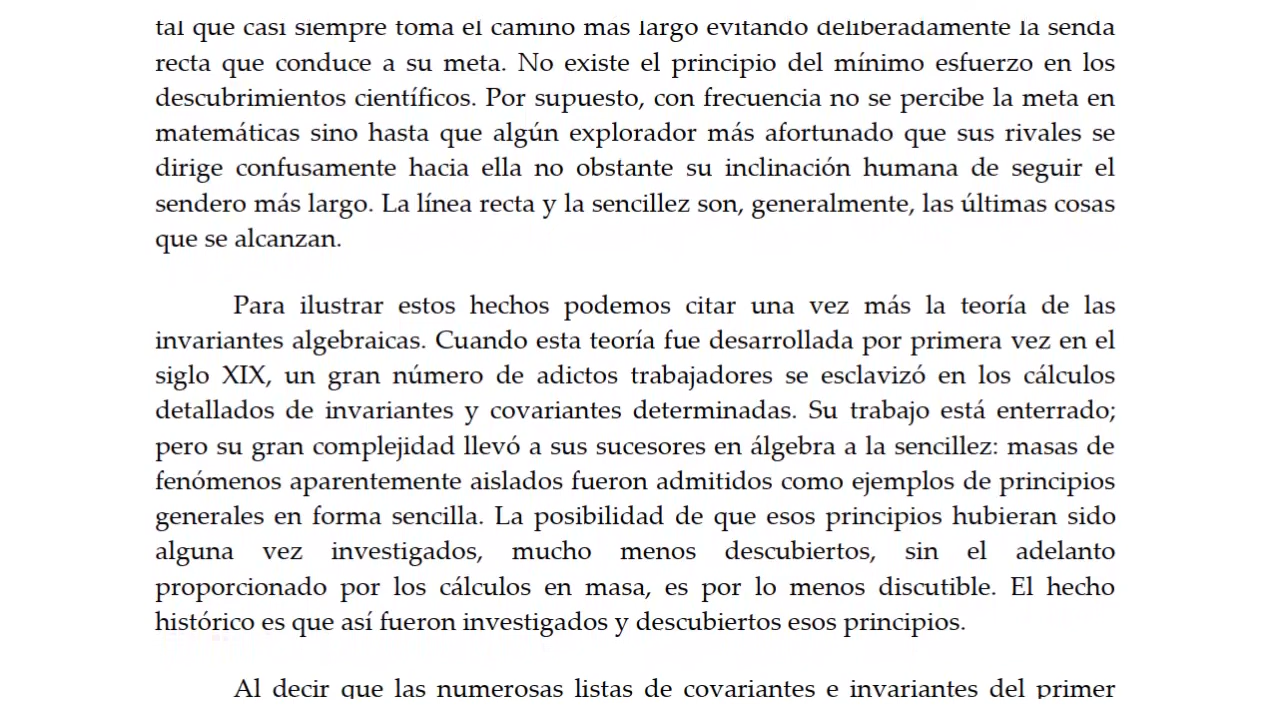 tal que casi siempre toma el camino mas largo evitando deliberadamente la senda
recta que conduce a su meta. No existe el principio del mínimo esfuerzo en los
descubrimientos científicos. Por supuesto, con frecuencia no se percibe la meta en
matemáticas sino hasta que algún explorador más afortunado que sus rivales se
dirige confusamente hacia ella no obstante su inclinación humana de seguir el
sendero más largo. La línea recta y la sencillez son, generalmente, las últimas cosas
que se alcanzan.
Para ilustrar estos hechos podemos citar una vez más la teoría de las
invariantes algebraicas. Cuando esta teoría fue desarrollada por primera vez en el
siglo XIX, un gran número de adictos trabajadores se esclavizó en los cálculos
detallados de invariantes y covariantes determinadas. Su trabajo está enterrado;
pero su gran complejidad llevó a sus sucesores en álgebra a la sencillez: masas de
fenómenos aparentemente aislados fueron admitidos como ejemplos de principios
generales en forma sencilla. La posibilidad de que esos principios hubieran sido
alguna vez investigados, mucho menos descubiertos, sin el adelanto
proporcionado por los cálculos en masa, es por lo menos discutible. El hecho
histórico es que así fueron investigados y descubiertos esos principios.
Al decir que las numerosas listas de covariantes e invariantes del primer